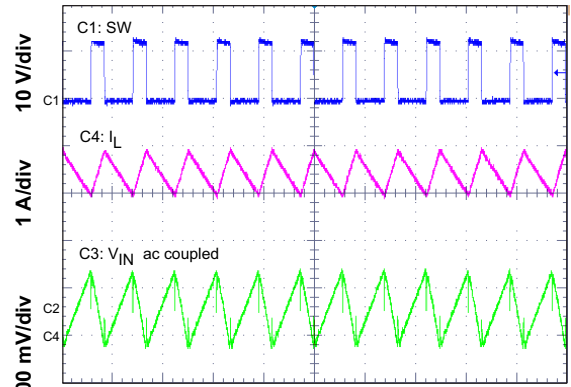 C1: SW
10 V/div
C1
C4: IL
1 A/div
C3: VIN ac coupled
C2
C4
00 mV/div